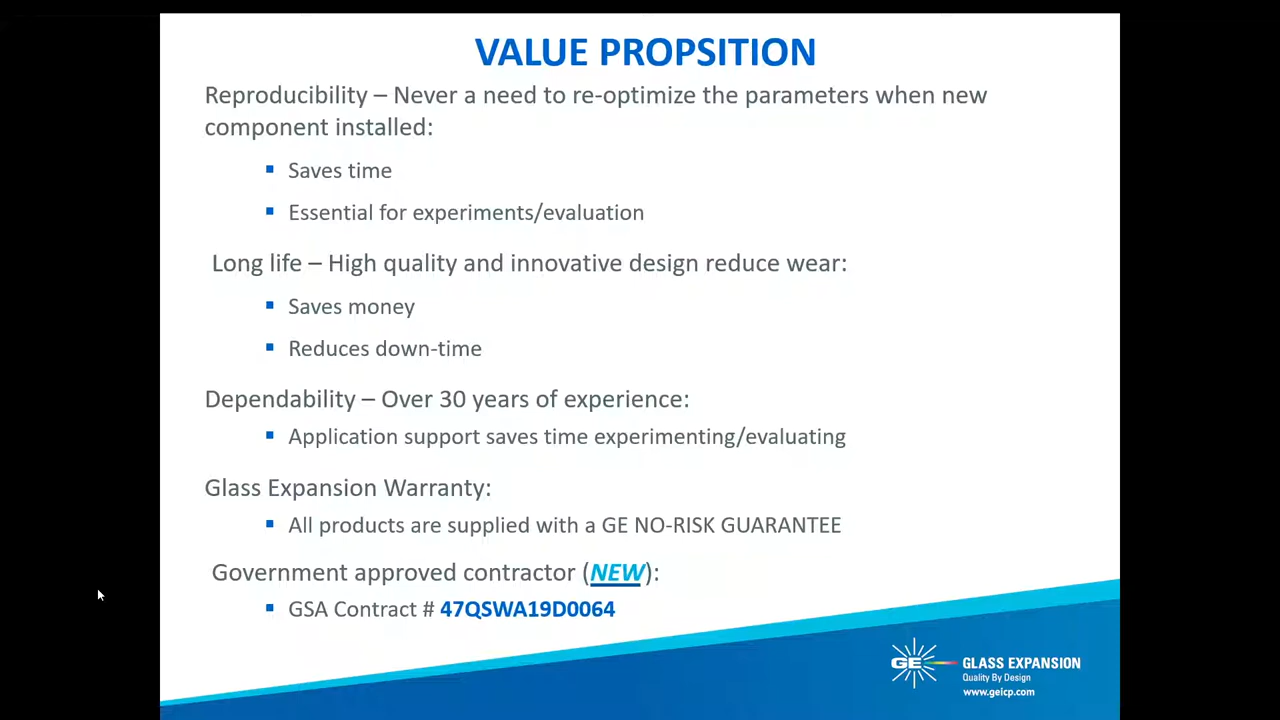 VALUE PROPSITION
Reproducibility – Never a need to re-optimize the parameters when new
component installed:
▪ Saves time
▪ Essential for experiments/evaluation
Long life – High quality and innovative design reduce wear:
▪ Saves money
▪ Reduces down-time
Dependability – Over 30 years of experience:
▪ Application support saves time experimenting/evaluating
Glass Expansion Warranty:
▪ All products are supplied with a GE NO-RISK GUARANTEE
Government approved contractor (NEW):
▪ GSA Contract # 47QSWA19D0064
GE GLASS EXPANSION
Quality By Design
www.geicp.com